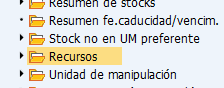 Resumen de stocks
Resumen fe.caducidad/vencim.
Stock no en UM preferente
Recursos
Unidad de manipulación